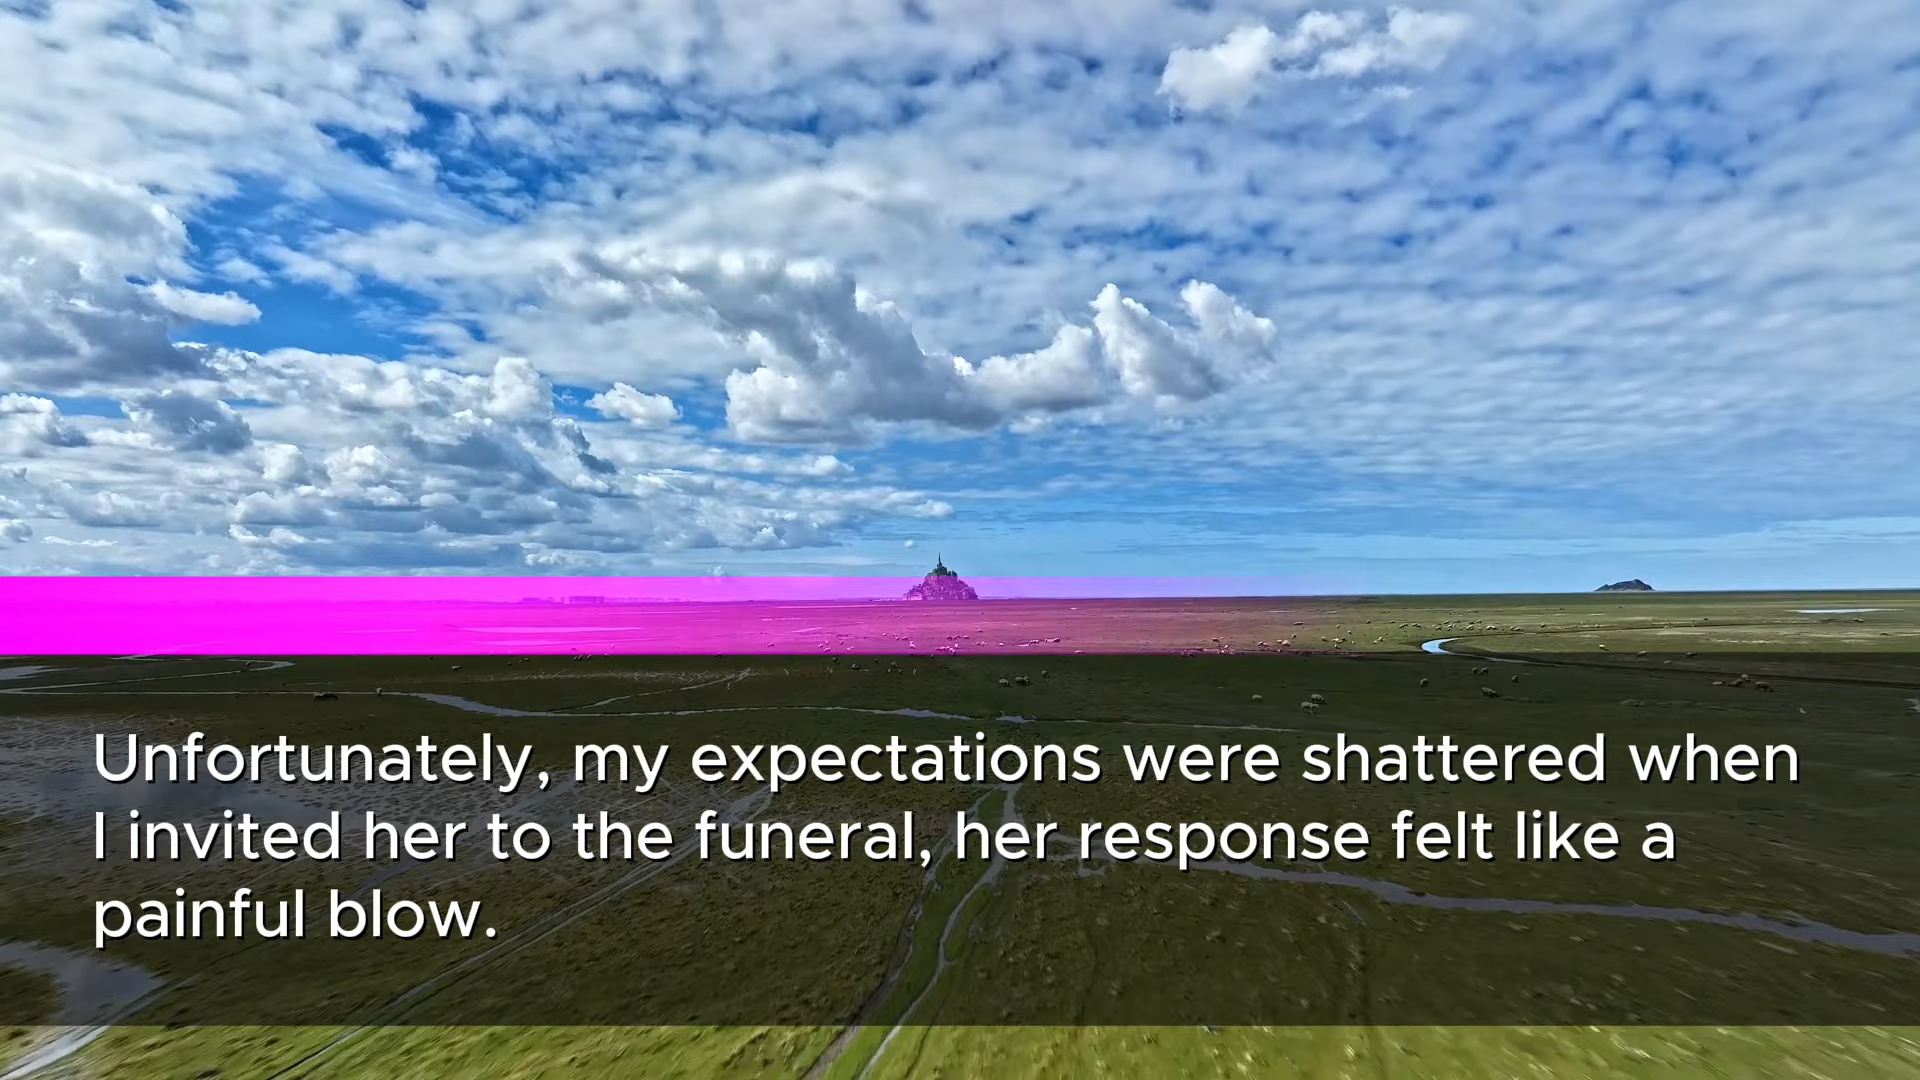 Unfortunately, my expectations were shattered when
I invited her to the funeral, her response felt like a
painful blow.